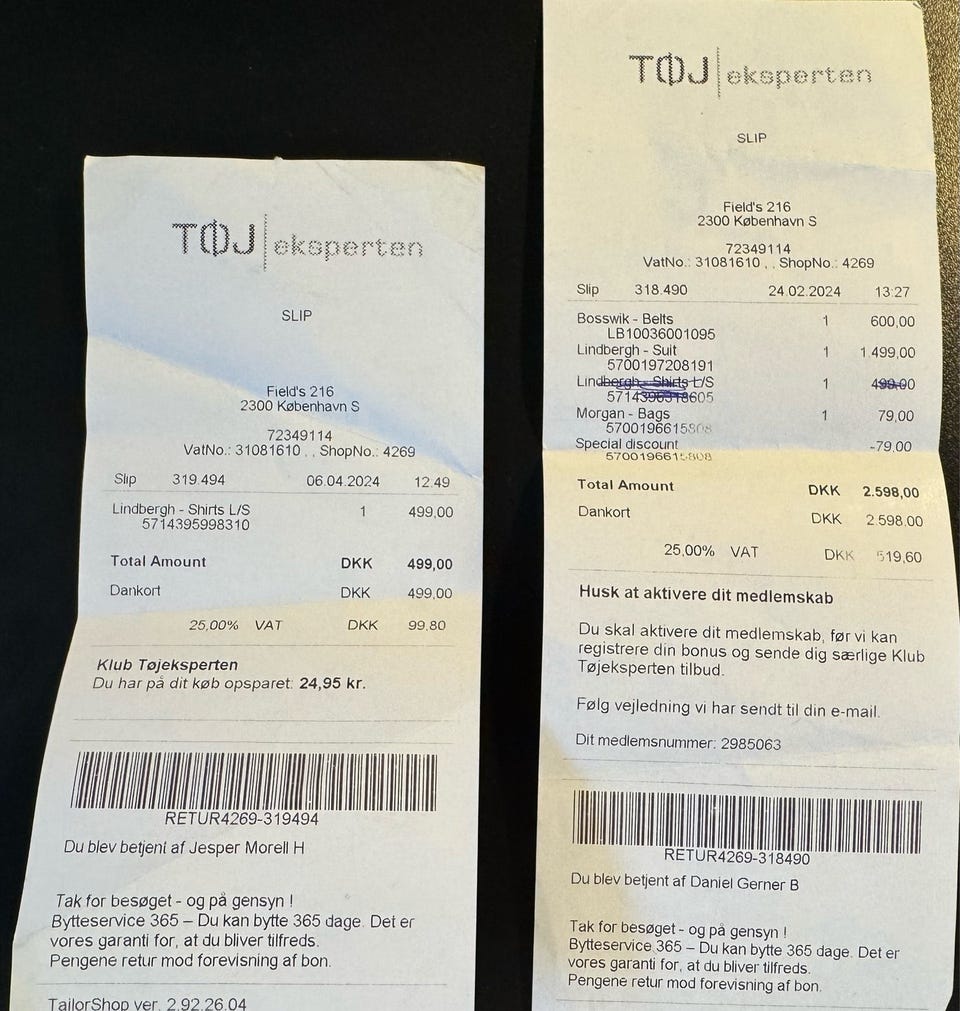 TØJ eksperten
SLIP
Field's 216
2300 København S
72349114
VatNo.: 31081610 , , ShopNo.: 4269
Slip 319.494 06.04.2024 12:49
Lindbergh - Shirts L/S 1 499,00
5714395998310
Total Amount DKK 499,00
Dankort DKK 499,00
25,00% VAT DKK 99,80
Klub Tøjeksperten
Du har på dit køb opsparet: 24,95 kr.
RETUR4269-319494
Du blev betjent af Jesper Morell H
Tak for besøget - og på gensyn !
Bytteservice 365 – Du kan bytte 365 dage. Det er
vores garanti for, at du bliver tilfreds.
Pengene retur mod forevisning af bon.
TailorShop ver. 2.92.26.04
TØJ eksperten
SLIP
Field's 216
2300 København S
72349114
VatNo.: 31081610 , , ShopNo.: 4269
Slip 318.490 24.02.2024 13:27
Bosswik - Belts 1 600,00
LB10036001095
Lindbergh - Suit 1 1.499,00
5700197208191
Lindbergh - Shirts L/S 1 499,00
Morgan - Bags 1 79,00
5700196615808
Special discount -79,00
5700196615808
Total Amount DKK 2.598,00
Dankort DKK 2.598,00
25,00% VAT DKK 519,60
Husk at aktivere dit medlemskab
Du skal aktivere dit medlemskab, før vi kan
registrere din bonus og sende dig særlige Klub
Tøjeksperten tilbud.
Følg vejledning vi har sendt til din e-mail.
Dit medlemsnummer: 2985063
RETUR4269-318490
Du blev betjent af Daniel Gerner B
Tak for besøget - og på gensyn !
Bytteservice 365 – Du kan bytte 365 dage. Det er
vores garanti for, at du bliver tilfreds.
Pengene retur mod forevisning af bon.